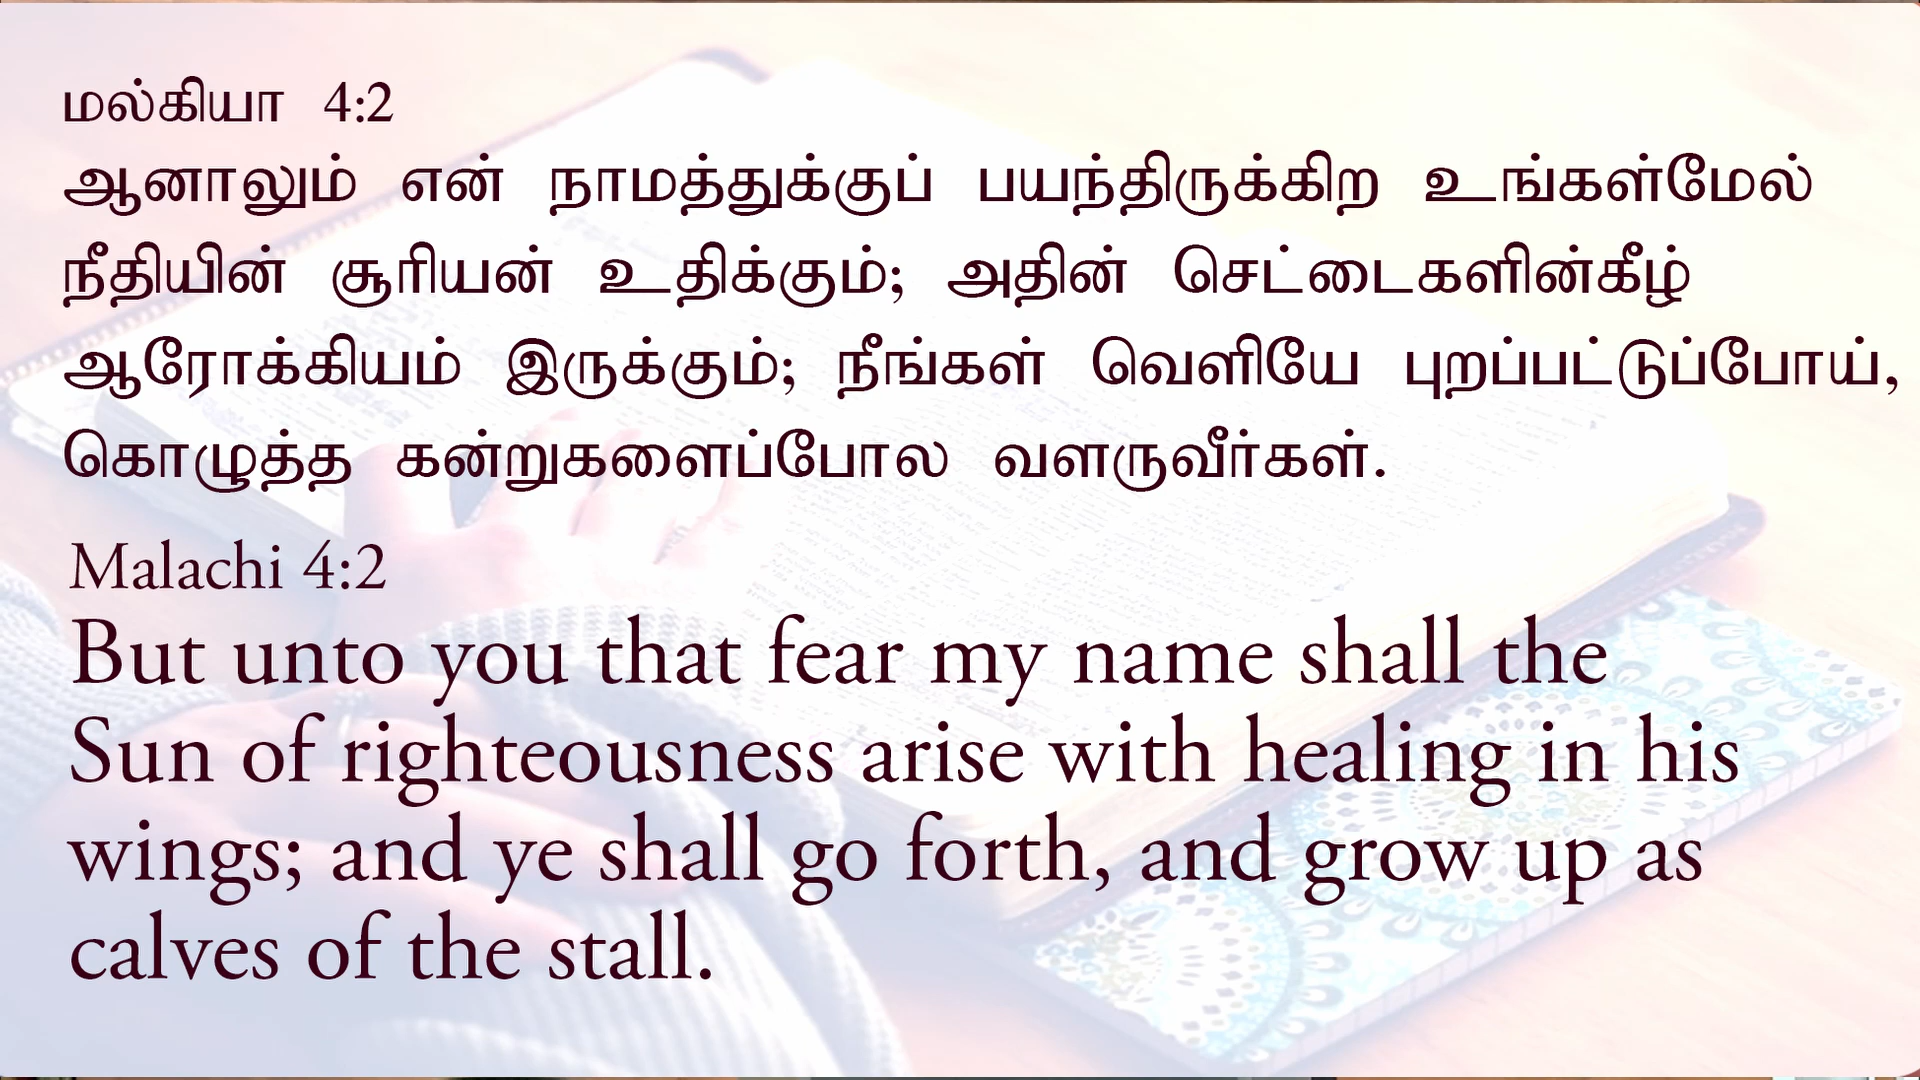 மல்கியா 4:2
ஆனாலும் என் நாமத்துக்குப் பயந்திருக்கிற உங்கள்மேல்
நீதியின் சூரியன் உதிக்கும்; அதின் செட்டைகளின்கீழ்
ஆரோக்கியம் இருக்கும்; நீங்கள் வெளியே புறப்பட்டுப்போய்,
கொழுத்த கன்றுகளைப்போல வளருவீர்கள்.
Malachi 4:2
But unto you that fear my name shall the
Sun of righteousness arise with healing in his
wings; and ye shall go forth, and grow up as
calves of the stall.